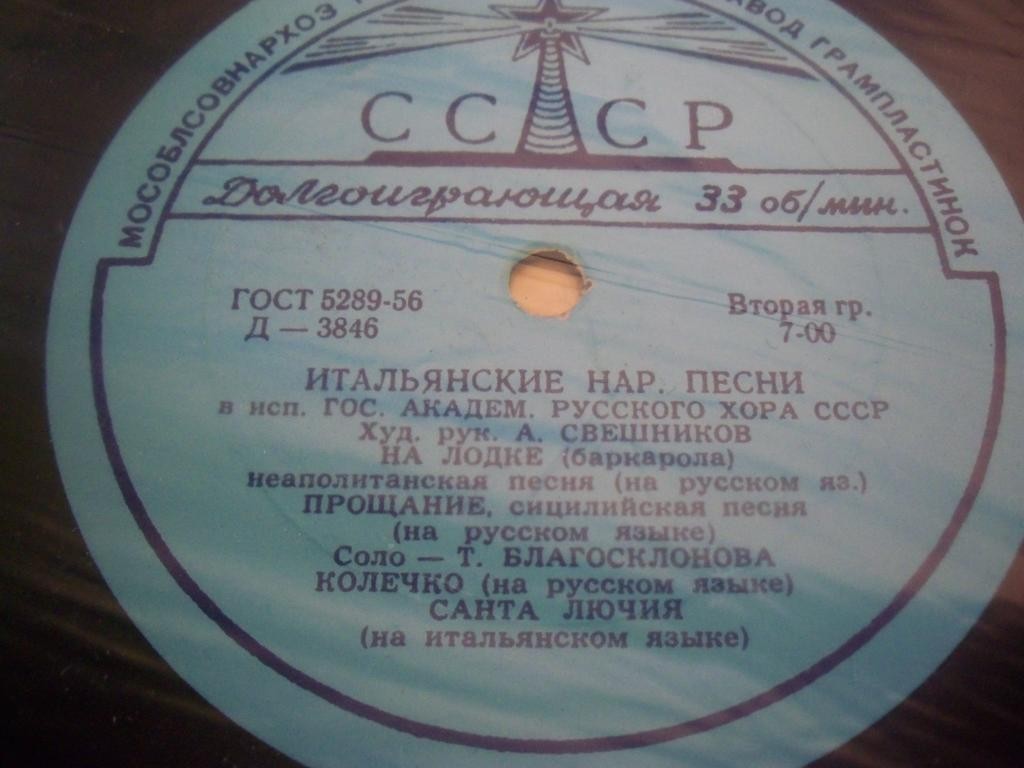 МОСОБЛСОВНАРХОЗ
ЗАВОД ГРАМПЛАСТИНОК
СССР
Долгоиграющая 33 об/мин.
ГОСТ 5289-56
Д — 3846
Вторая гр.
7-00
ИТАЛЬЯНСКИЕ НАР. ПЕСНИ
в исп. ГОС. АКАДЕМ. РУССКОГО ХОРА СССР
Худ. рук. А. СВЕШНИКОВ
НА ЛОДКЕ (баркарола)
неаполитанская песня (на русском яз.)
ПРОЩАНИЕ, сицилийская песня
(на русском языке)
Соло — Т. БЛАГОСКЛОНОВА
КОЛЕЧКО (на русском языке)
САНТА ЛЮЧИЯ
(на итальянском языке)